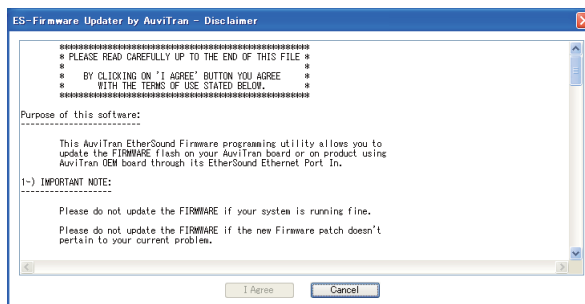 ES-Firmware Updater by AuviTran - Disclaimer
****************************************************
* PLEASE READ CAREFULLY UP TO THE END OF THIS FILE *
* *
* BY CLICKING ON 'I AGREE' BUTTON YOU AGREE *
* WITH THE TERMS OF USE STATED BELOW. *
****************************************************
Purpose of this software:
-------------------------
This AuviTran EtherSound Firmware programming utility allows you to
update the FIRMWARE flash on your AuviTran board or on product using
AuviTran OEM board through its EtherSound Ethernet Port In.
1-) IMPORTANT NOTE:
-------------------
Please do not update the FIRMWARE if your system is running fine.
Please do not update the FIRMWARE if the new Firmware patch doesn't
pertain to your current problem.
I Agree
Cancel